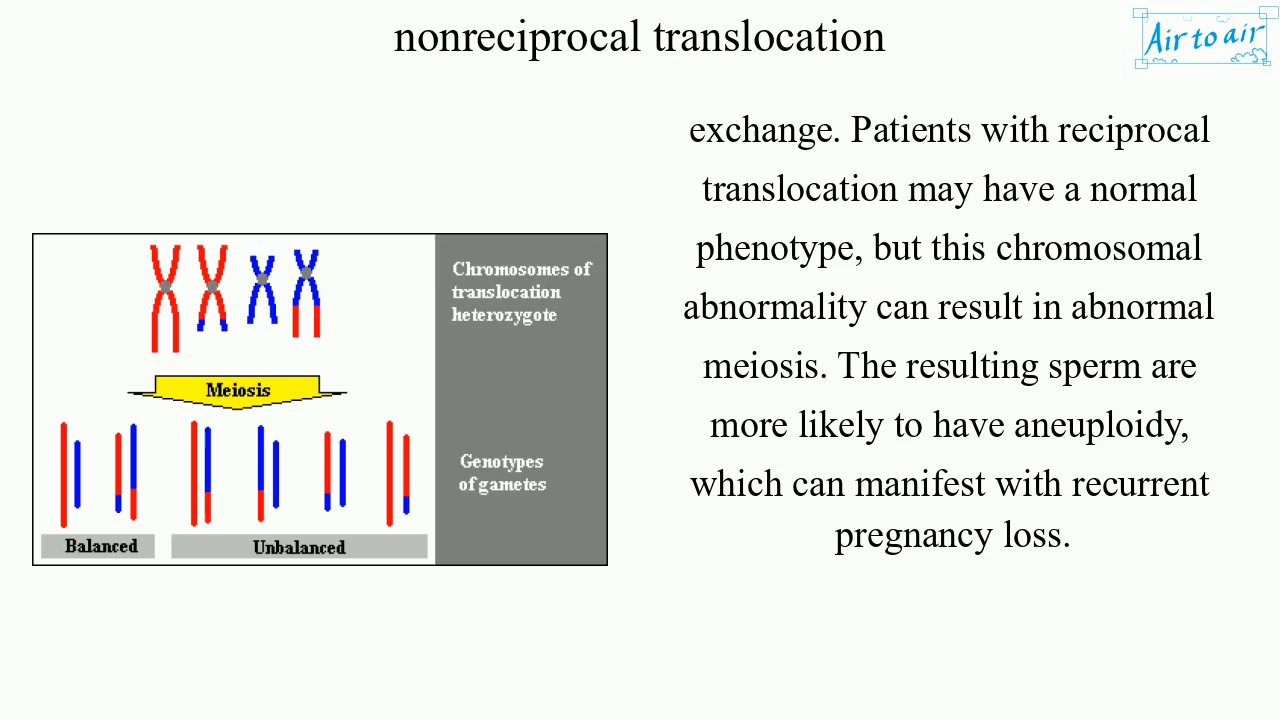 nonreciprocal translocation
Air to air
exchange. Patients with reciprocal
translocation may have a normal
phenotype, but this chromosomal
abnormality can result in abnormal
meiosis. The resulting sperm are
more likely to have aneuploidy,
which can manifest with recurrent
pregnancy loss.
Chromosomes of
translocation
heterozygote
Meiosis
Genotypes
of gametes
Balanced
Unbalanced